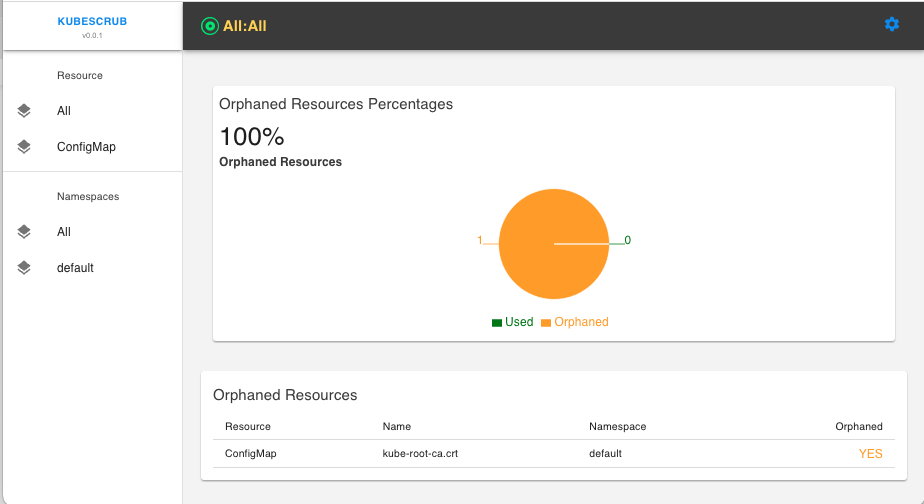 KUBESCRUB
v0.0.1
All:All
Resource
All
ConfigMap
Namespaces
All
default
Orphaned Resources Percentages
100%
Orphaned Resources
1
0
Used Orphaned
Orphaned Resources
Resource Name Namespace Orphaned
ConfigMap kube-root-ca.crt default YES